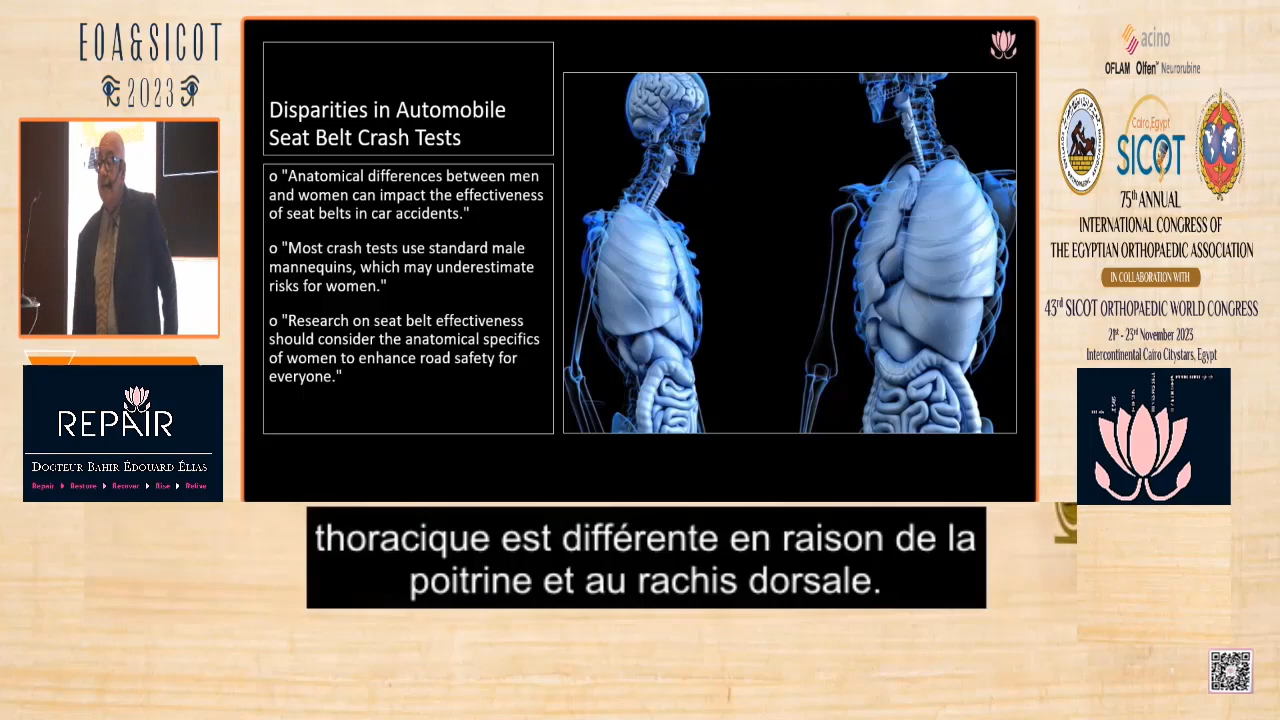 EOA&SICOT
2023
REPAIR
DOCTEUR BAHIR ÉDOUARD ÉLIAS
Repair Restore Recover Rise Relive
Disparities in Automobile
Seat Belt Crash Tests
o "Anatomical differences between men
and women can impact the effectiveness
of seat belts in car accidents."
o "Most crash tests use standard male
mannequins, which may underestimate
risks for women."
o "Research on seat belt effectiveness
should consider the anatomical specifics
of women to enhance road safety for
everyone."
acino
OFLAM Olfen Neurorubine
Cairo, Egypt
SICOT
75th ANNUAL
INTERNATIONAL CONGRESS OF
THE EGYPTIAN ORTHOPAEDIC ASSOCIATION
IN COLLABORATION WITH
43rd SICOT ORTHOPAEDIC WORLD CONGRESS
21st - 23rd November 2023
Intercontinental Cairo Citystars, Egypt
thoracique est différente en raison de la
poitrine et au rachis dorsale.